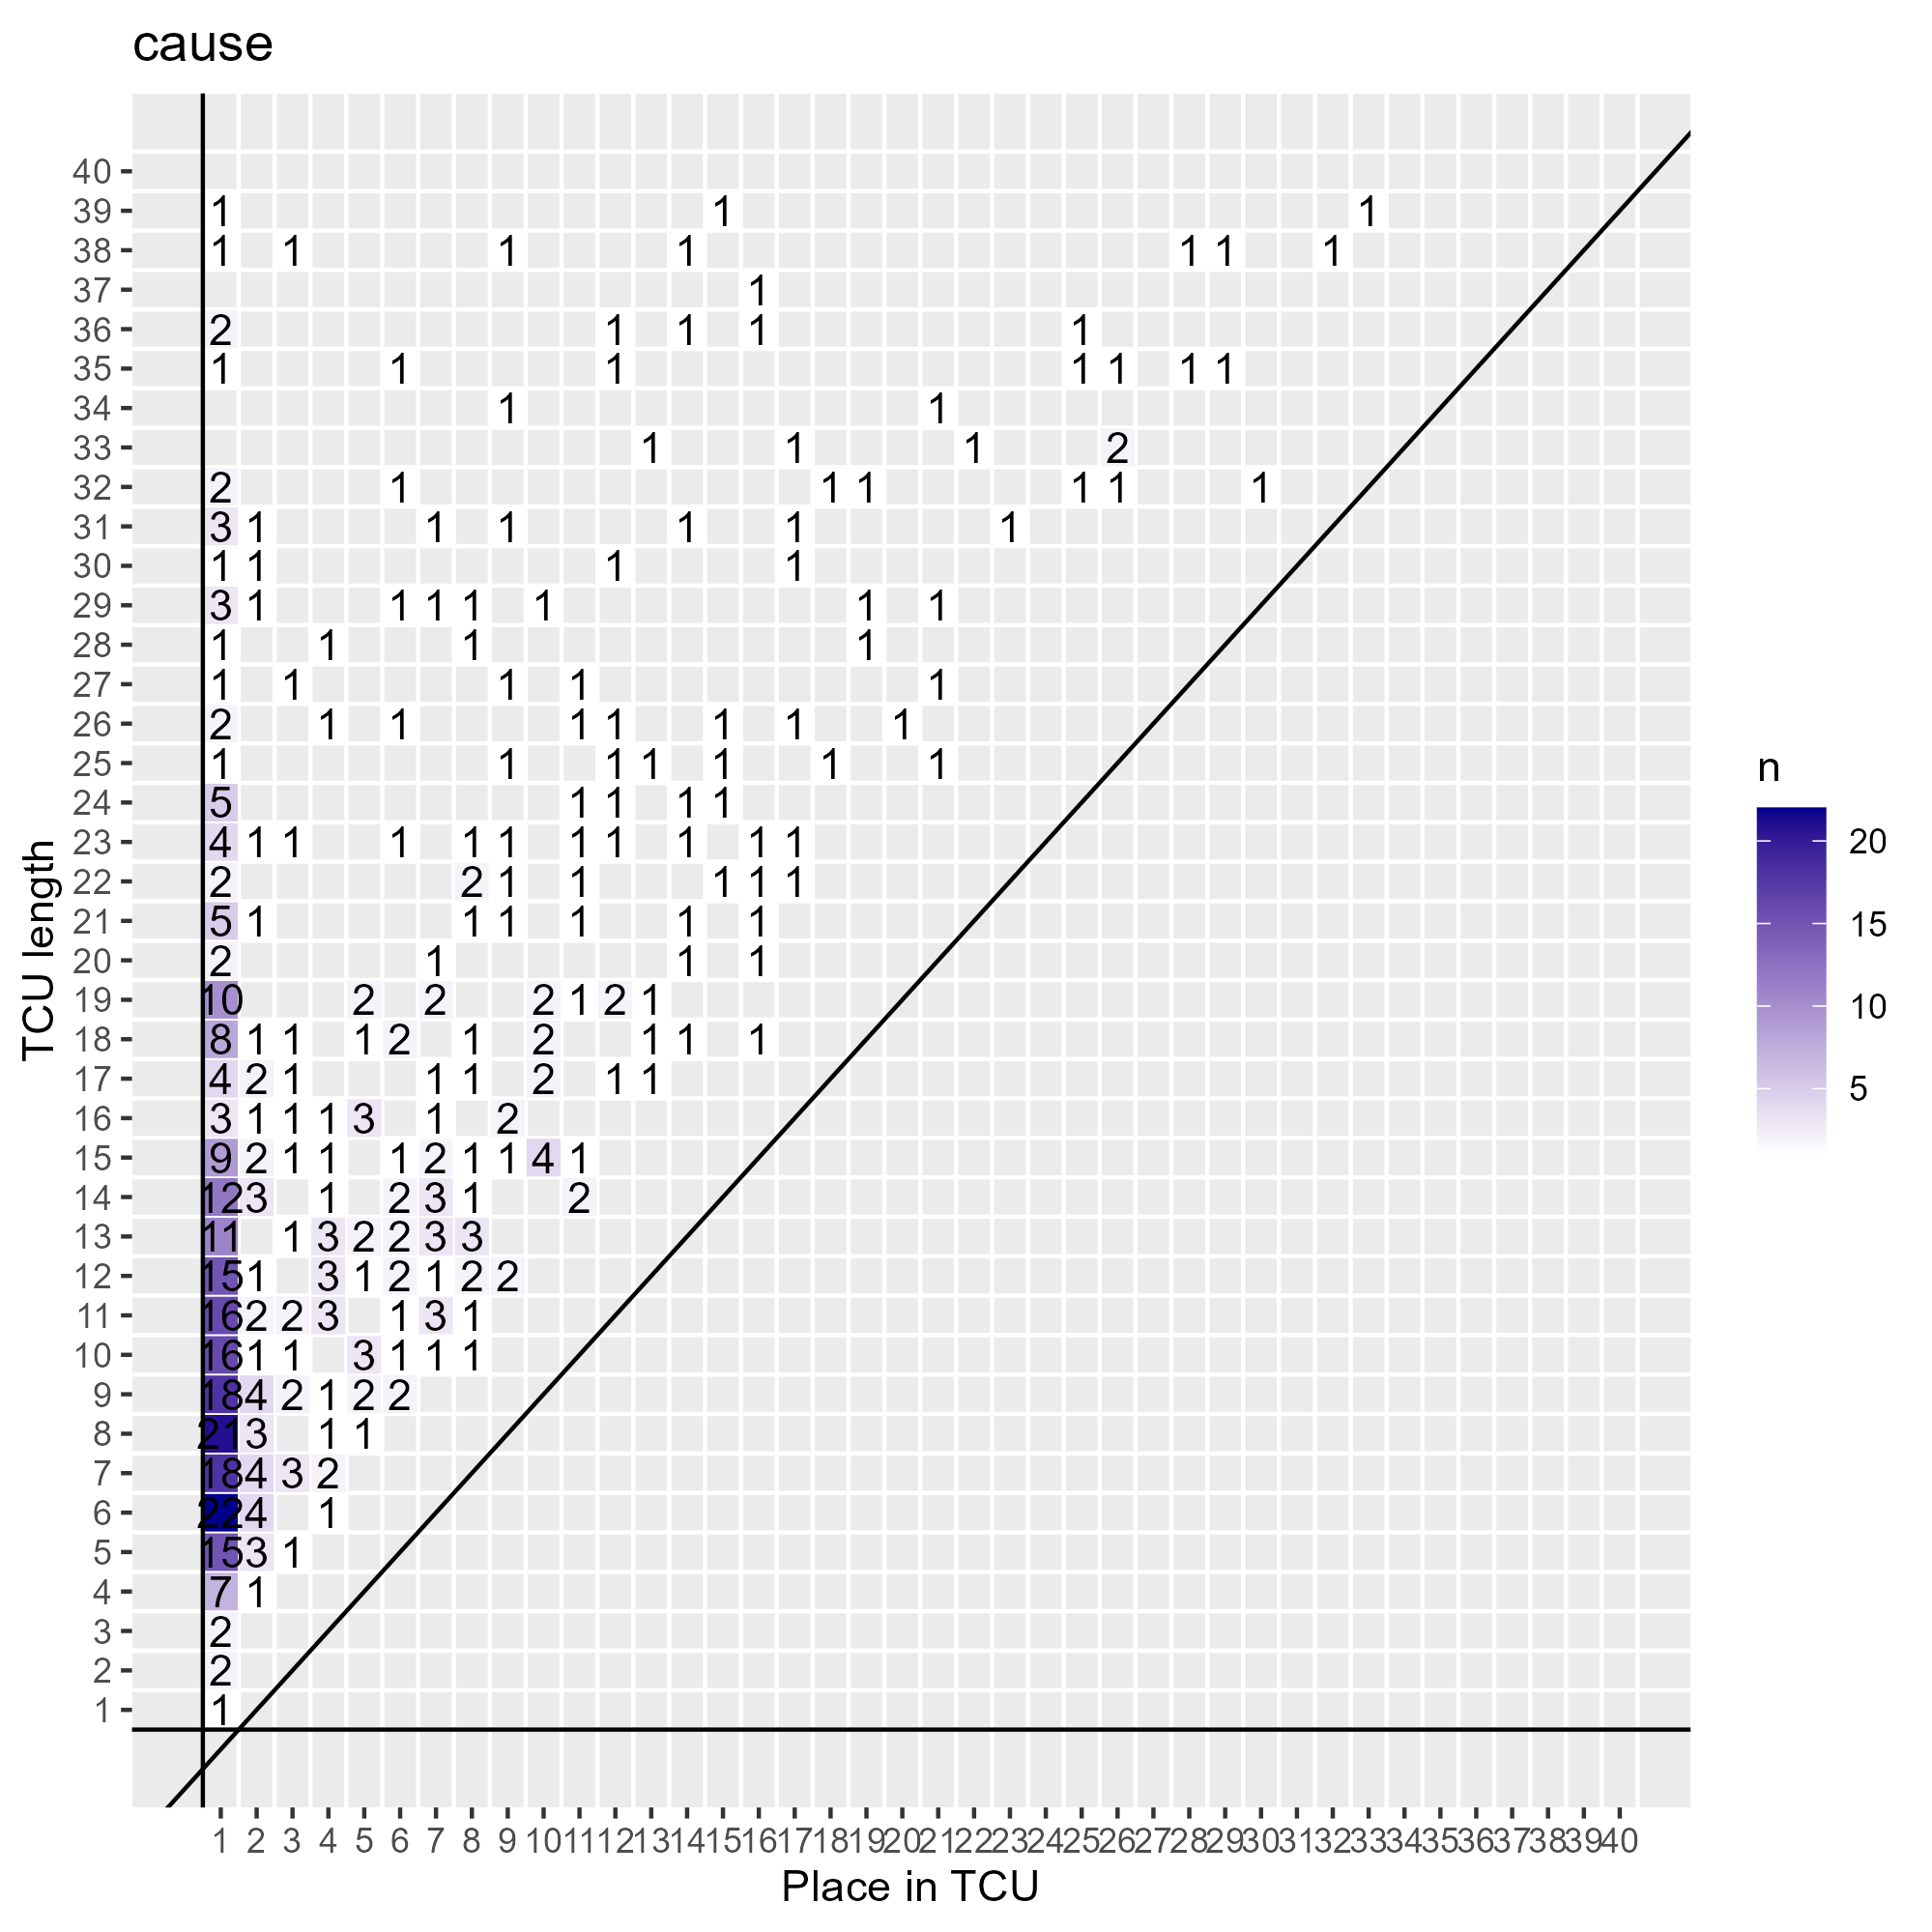 cause
40
39 1 1 1
38 1 1 1 1 1 1 1
37 1
36 2 1 1 1 1
35 1 1 1 1 1 1 1
34 1 1
33 1 1 1 2
32 2 1 1 1 1 1 1
31 3 1 1 1 1 1 1
30 1 1 1 1
29 3 1 1 1 1 1 1 1
28 1 1 1 1
27 1 1 1 1 1
26 2 1 1 1 1 1 1 1
25 1 1 1 1 1 1 1
24 5 1 1 1 1
23 4 1 1 1 1 1 1 1 1 1 1
22 2 2 1 1 1 1 1
21 5 1 1 1 1 1 1
20 2 1 1 1
19 10 2 2 2 1 2 1
18 8 1 1 1 2 1 2 1 1 1
17 4 2 1 1 1 2 1 1
16 3 1 1 1 3 1 2
15 9 2 1 1 1 2 1 1 4 1
14 12 3 1 2 3 1 2
13 11 1 3 2 2 3 3
12 15 1 3 1 2 1 2 2
11 16 2 2 3 1 3 1
10 16 1 1 3 1 1 1
9 18 4 2 1 2 2
8 21 3 1 1
7 18 4 3 2
6 22 4 1
5 15 3 1
4 7 1
3 2
2 2
1 1
1 2 3 4 5 6 7 8 9 10 11 12 13 14 15 16 17 18 19 20 21 22 23 24 25 26 27 28 29 30 31 32 33 34 35 36 37 38 39 40
Place in TCU
TCU length
n
20
15
10
5